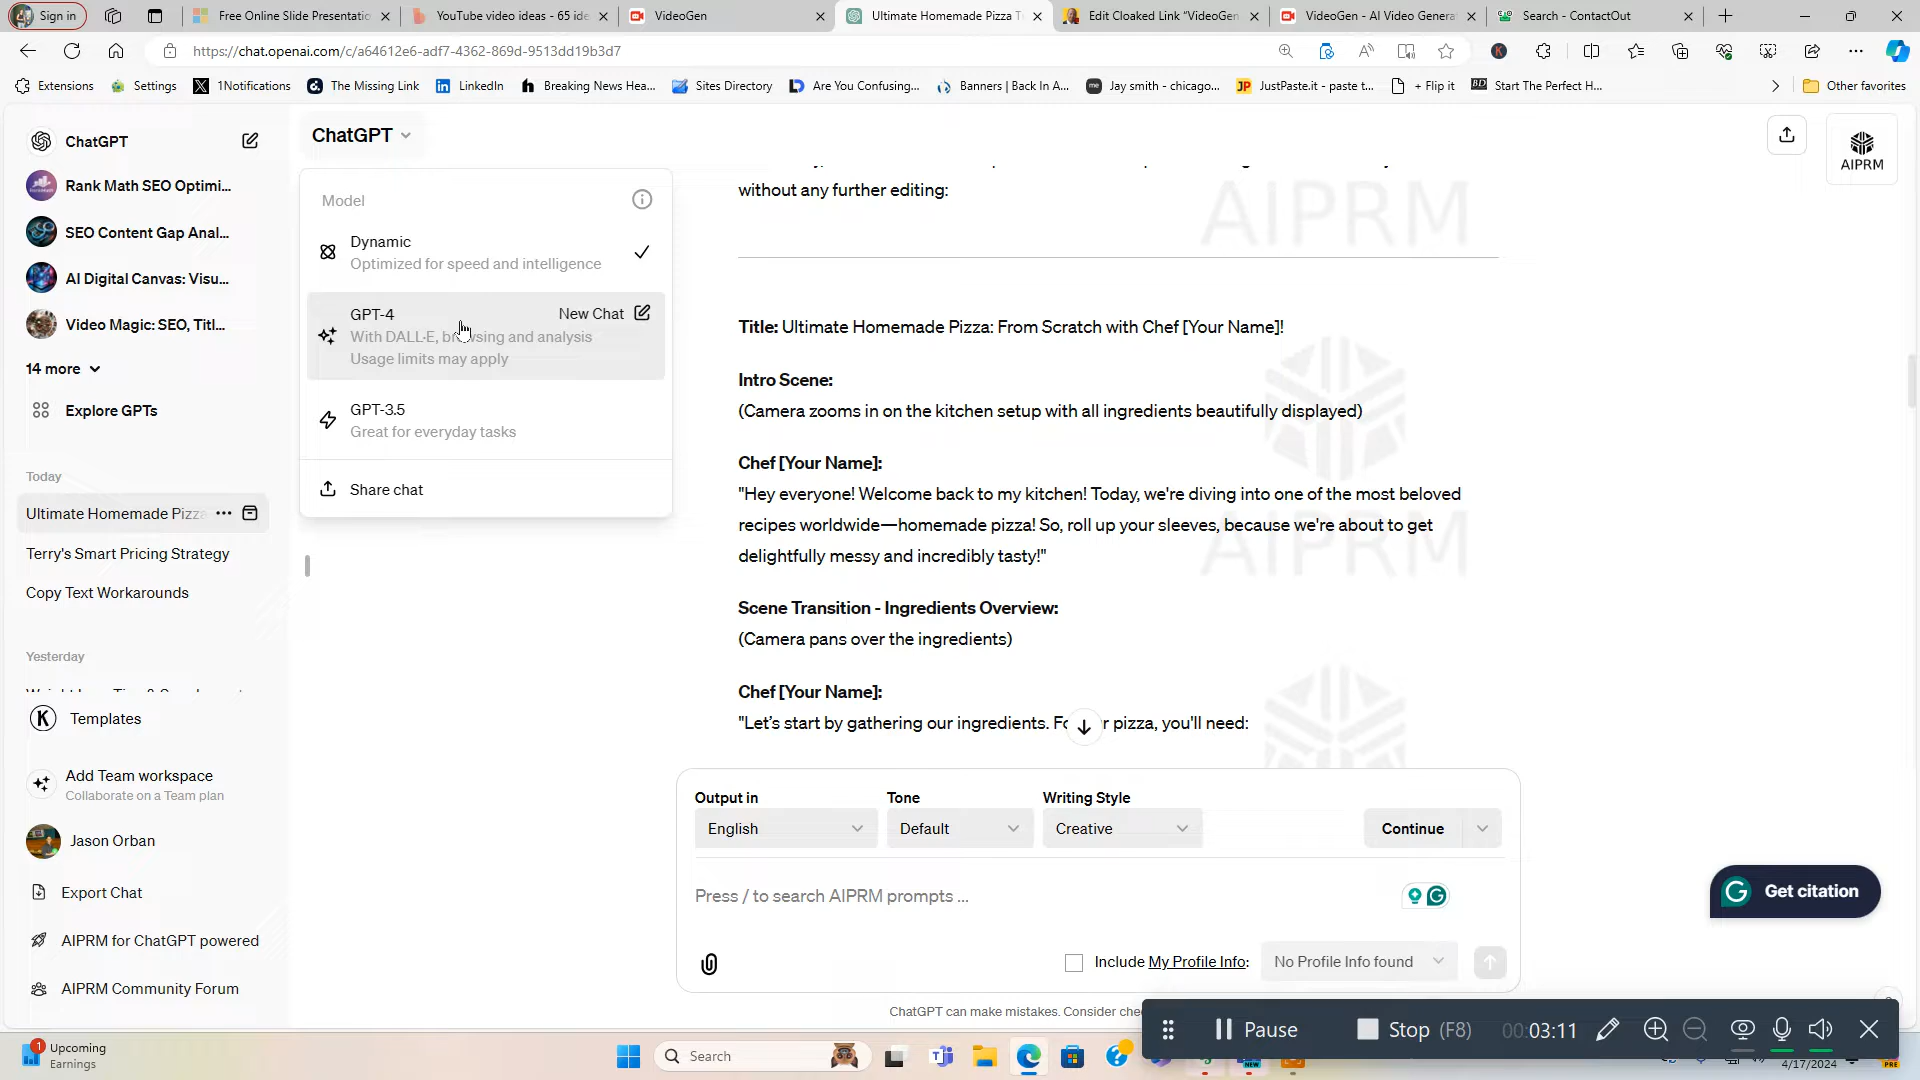 Sign in
Free Online Slide Presentatio
YouTube video ideas - 65 ide
VideoGen
Ultimate Homemade Pizza T
Edit Cloaked Link "VideoGen
VideoGen - AI Video Genera
Search - ContactOut
https://chat.openai.com/c/a64612e6-adf7-4362-869d-9513dd19b3d7
Extensions
Settings
1Notifications
The Missing Link
LinkedIn
Breaking News Hea...
Sites Directory
Are You Confusing...
Banners | Back In A...
Jay smith - chicago...
JustPaste.it - paste t...
+ Flip it
Start The Perfect H...
Other favorites
ChatGPT
Rank Math SEO Optimi...
SEO Content Gap Anal...
AI Digital Canvas: Visu...
Video Magic: SEO, Titl...
14 more
Explore GPTs
Today
Ultimate Homemade Pizza
Terry's Smart Pricing Strategy
Copy Text Workarounds
Yesterday
Templates
Add Team workspace
Collaborate on a Team plan
Jason Orban
Export Chat
AIPRM for ChatGPT powered
AIPRM Community Forum
ChatGPT
Model
Dynamic
Optimized for speed and intelligence
GPT-4
New Chat
With DALL·E, browsing and analysis
Usage limits may apply
GPT-3.5
Great for everyday tasks
Share chat
AIPRM
without any further editing:
AIPRM
Title: Ultimate Homemade Pizza: From Scratch with Chef [Your Name]!
Intro Scene:
(Camera zooms in on the kitchen setup with all ingredients beautifully displayed)
Chef [Your Name]:
"Hey everyone! Welcome back to my kitchen! Today, we're diving into one of the most beloved
recipes worldwide—homemade pizza! So, roll up your sleeves, because we're about to get
delightfully messy and incredibly tasty!"
AIPRM
Scene Transition - Ingredients Overview:
(Camera pans over the ingredients)
Chef [Your Name]:
"Let's start by gathering our ingredients. pizza, you'll need:
Output in
Tone
Writing Style
English
Default
Creative
Continue
Press / to search AIPRM prompts ...
Get citation
Include My Profile Info:
No Profile Info found
ChatGPT can make mistakes. Consider
Pause
Stop (F8)
00:03:11
1
Upcoming
Earnings
Search
NEW
4/17/2024
PRE